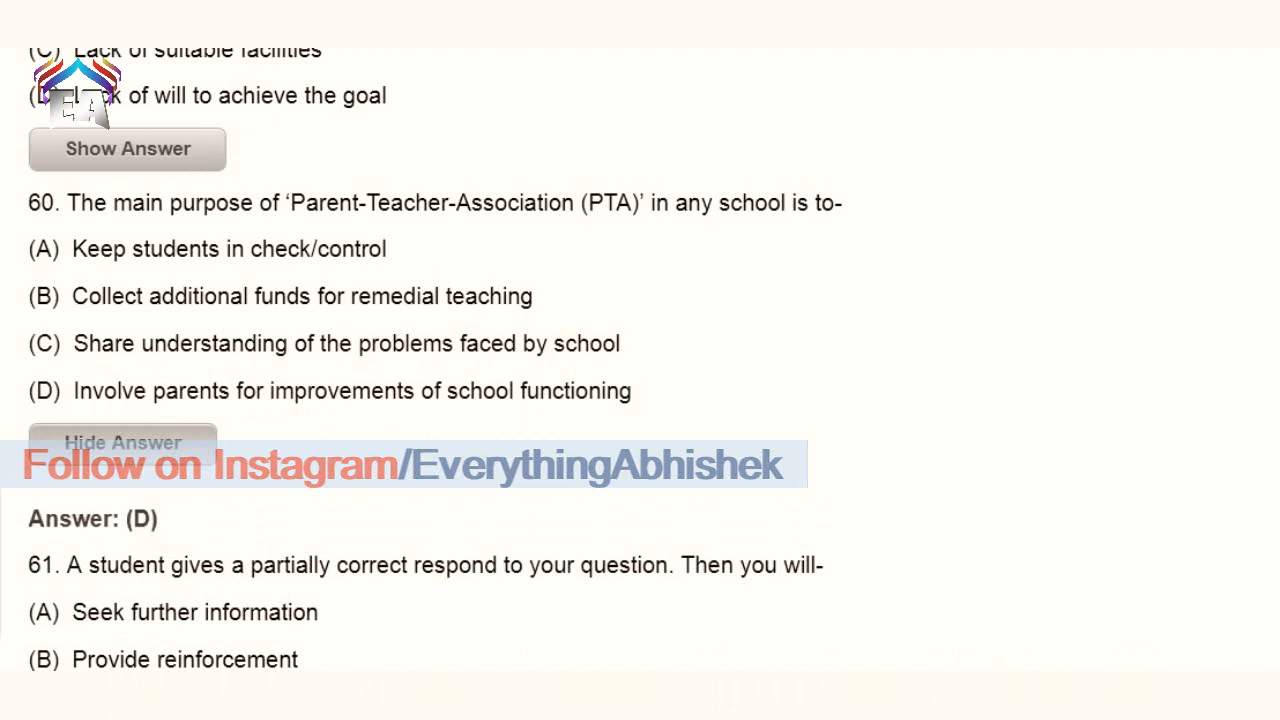 (C) Lack of suitable facilities
(D) Lack of will to achieve the goal
EA
Show Answer
60. The main purpose of ‘Parent-Teacher-Association (PTA)’ in any school is to-
(A) Keep students in check/control
(B) Collect additional funds for remedial teaching
(C) Share understanding of the problems faced by school
(D) Involve parents for improvements of school functioning
Hide Answer
Follow on Instagram/EverythingAbhishek
Answer: (D)
61. A student gives a partially correct respond to your question. Then you will-
(A) Seek further information
(B) Provide reinforcement